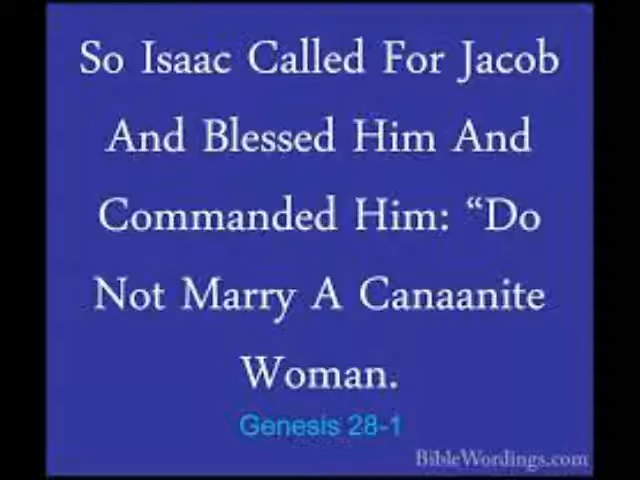 So Isaac Called For Jacob
And Blessed Him And
Commanded Him: “Do
Not Marry A Canaanite
Woman.
Genesis 28-1
BibleWordings.com